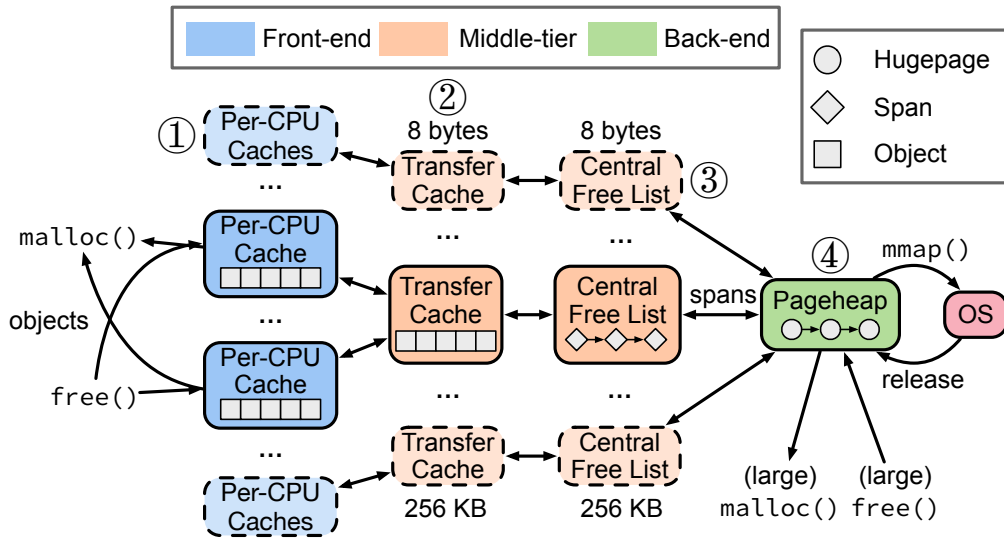 Front-end
Middle-tier
Back-end
Hugepage
Span
Object
①
Per-CPU
Caches
...
②
8 bytes
Transfer
Cache
...
8 bytes
Central
Free List
③
...
malloc()
objects
free()
Per-CPU
Cache
...
Per-CPU
Cache
...
Per-CPU
Caches
Transfer
Cache
...
Transfer
Cache
256 KB
Central
Free List
...
Central
Free List
256 KB
spans
④
Pageheap
mmap()
OS
release
(large)
malloc()
(large)
free()